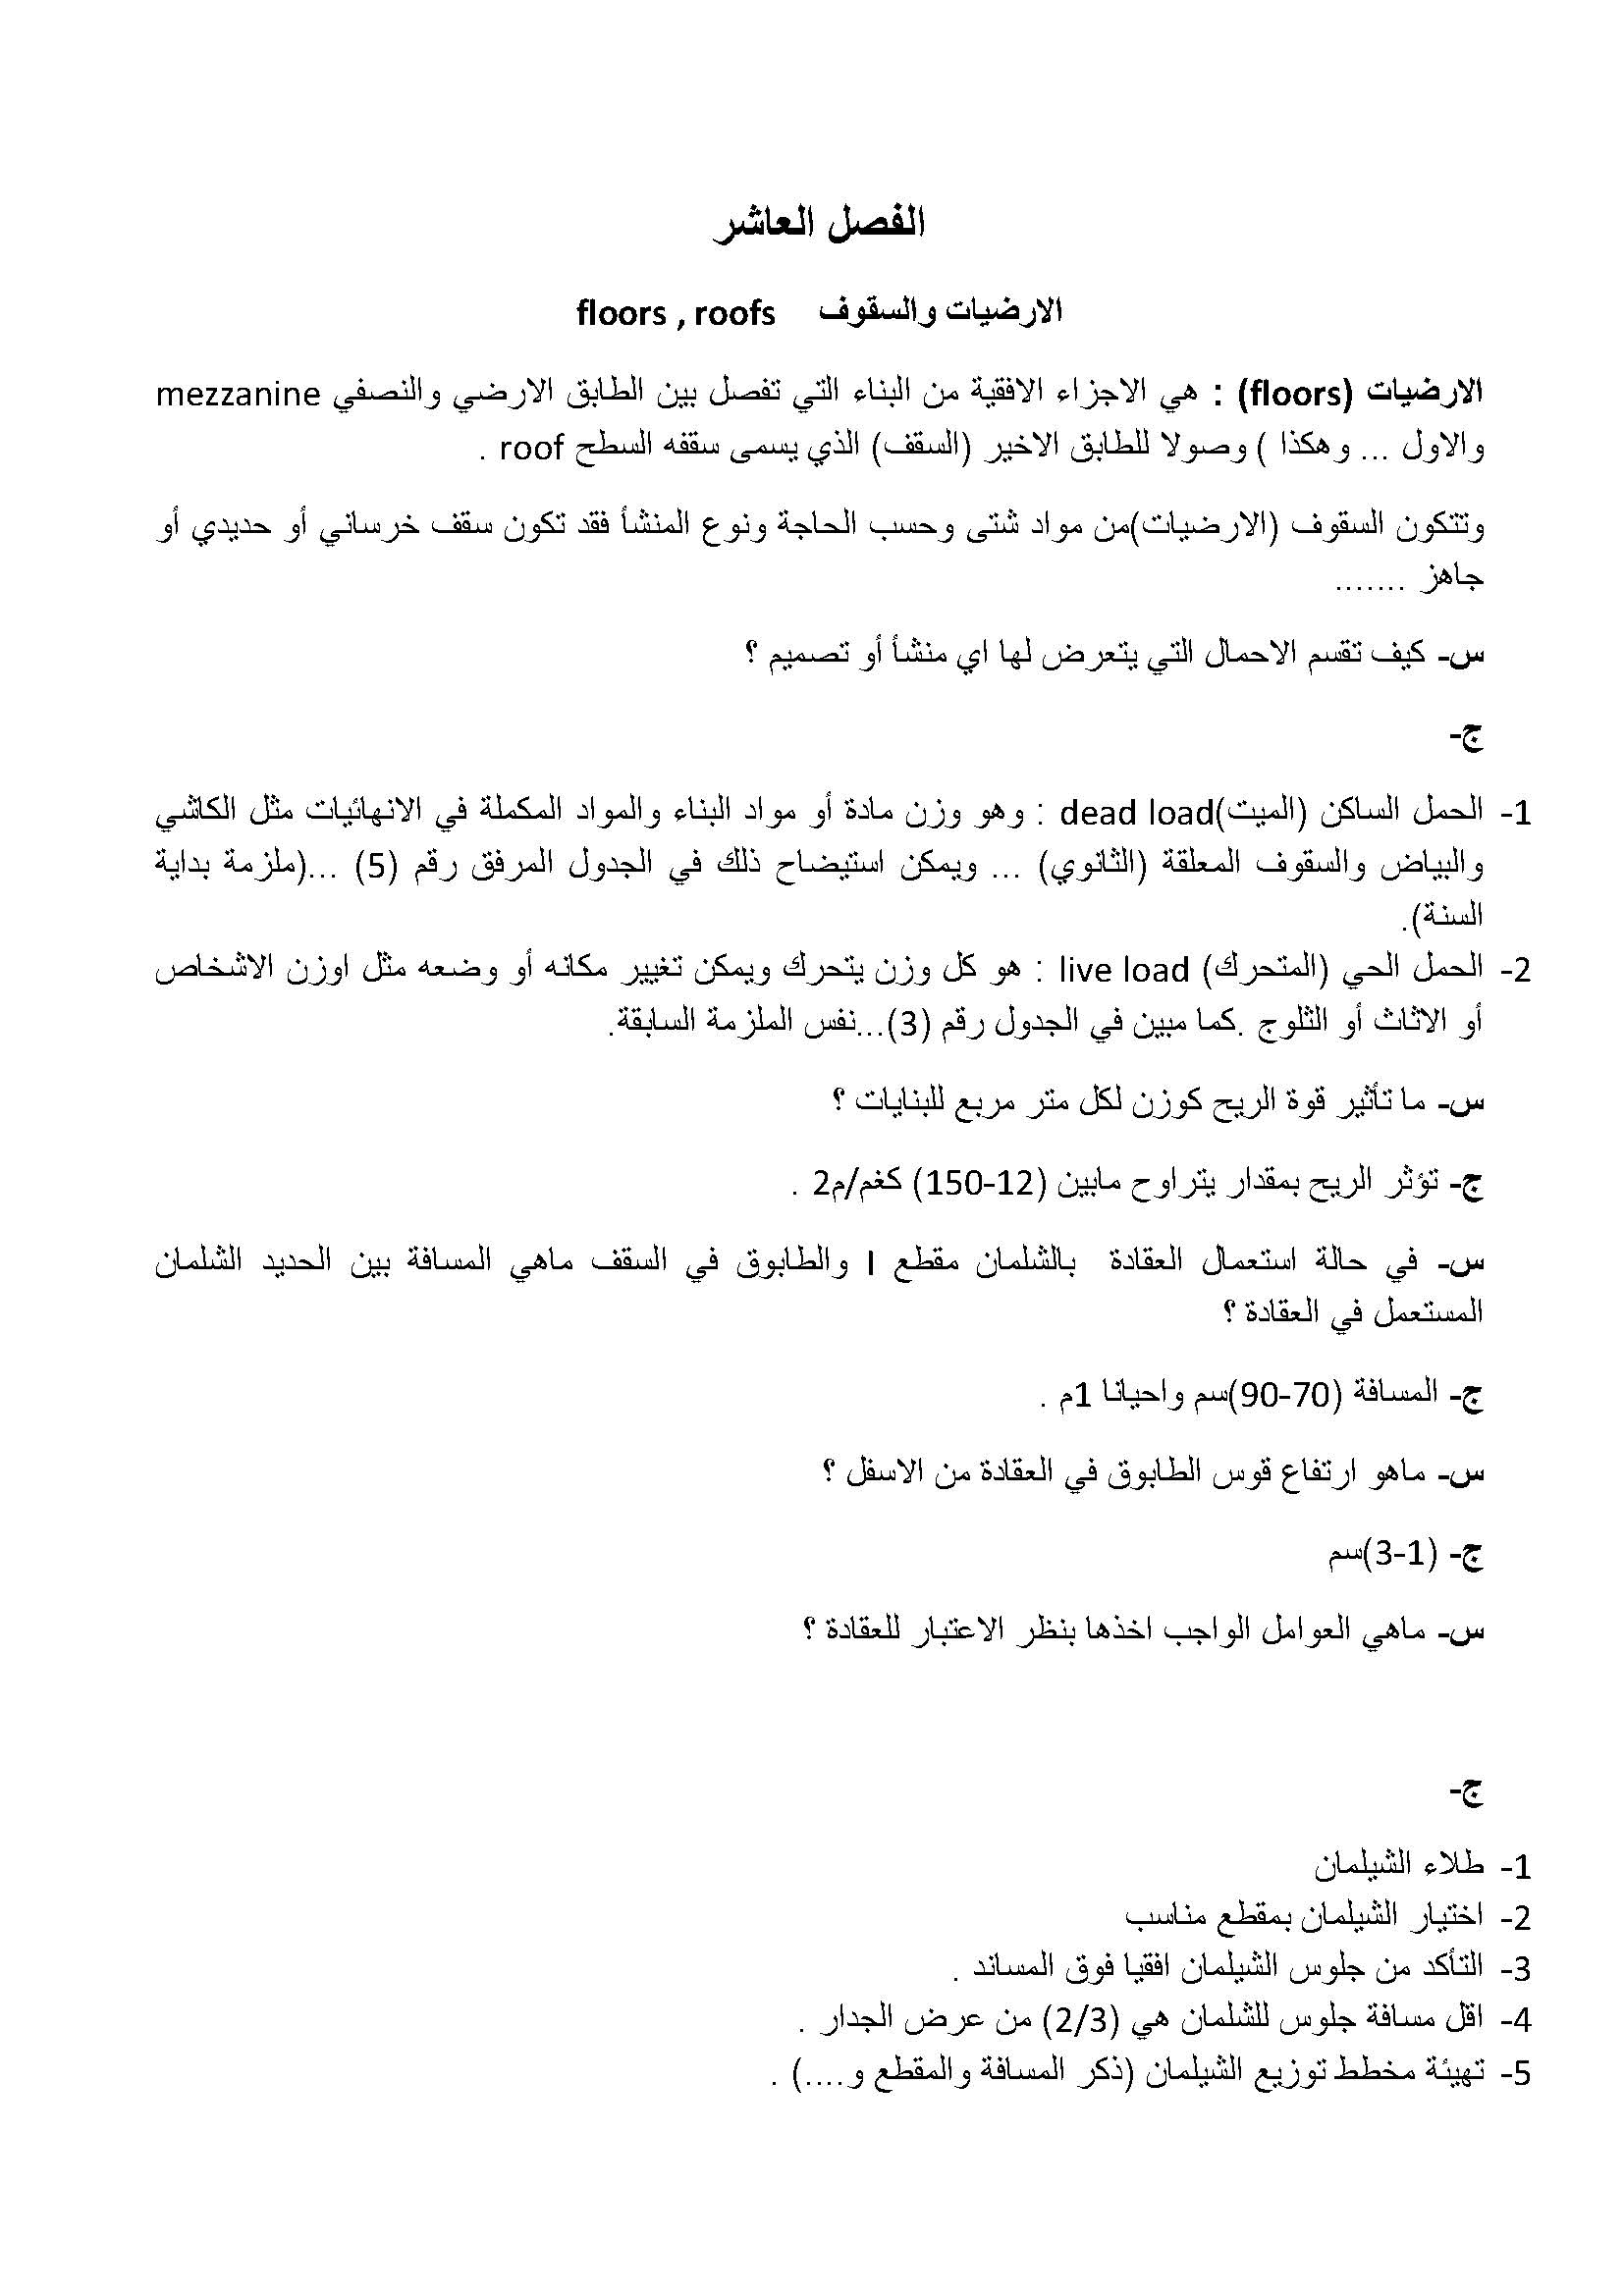 الفصل العاشر
الارضيات والسقوف floors , roofs
الارضيات (floors) : هي الاجزاء الافقية من البناء التي تفصل بين الطابق الارضي والنصفي mezzanine
والاول ... وهكذا ) وصولا للطابق الاخير (السقف) الذي يسمى سقفه السطح roof .
وتتكون السقوف (الارضيات)من مواد شتى وحسب الحاجة ونوع المنشأ فقد تكون سقف خرساني أو حديدي أو
جاهز .......
س- كيف تقسم الاحمال التي يتعرض لها اي منشأ أو تصميم ؟
ج-
1- الحمل الساكن (الميت)dead load : وهو وزن مادة أو مواد البناء والمواد المكملة في الانهائيات مثل الكاشي
والبياض والسقوف المعلقة (الثانوي) ... ويمكن استيضاح ذلك في الجدول المرفق رقم (5) ...(ملزمة بداية
السنة).
2- الحمل الحي (المتحرك) live load : هو كل وزن يتحرك ويمكن تغيير مكانه أو وضعه مثل اوزن الاشخاص
أو الاثاث أو الثلوج .كما مبين في الجدول رقم (3)...نفس الملزمة السابقة.
س- ما تأثير قوة الريح كوزن لكل متر مربع للبنايات ؟
ج- تؤثر الريح بمقدار يتراوح مابين (12-150) كغم/م2 .
س- في حالة استعمال العقادة بالشلمان مقطع I والطابوق في السقف ماهي المسافة بين الحديد الشلمان
المستعمل في العقادة ؟
ج- المسافة (70-90)سم واحيانا 1م .
س- ماهو ارتفاع قوس الطابوق في العقادة من الاسفل ؟
ج- (1-3)سم
س- ماهي العوامل الواجب اخذها بنظر الاعتبار للعقادة ؟
ج-
1- طلاء الشيلمان
2- اختيار الشيلمان بمقطع مناسب
3- التأكد من جلوس الشيلمان افقيا فوق المساند .
4- اقل مسافة جلوس للشلمان هي (2/3) من عرض الجدار .
5- تهيئة مخطط توزيع الشيلمان (ذكر المسافة والمقطع و....) .